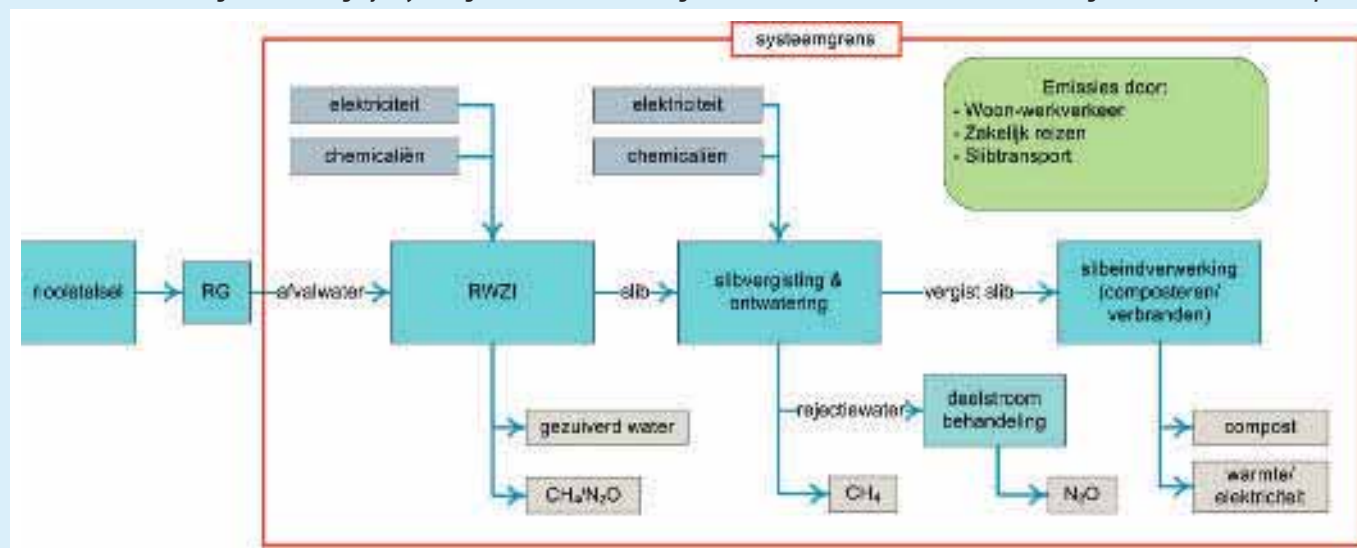 systeemgrens
elektriciteit
chemicaliën
elektriciteit
chemicaliën
Emissies door:
- Woon-werkverkeer
- Zakelijk reizen
- Slibtransport
rioolstelsel
RG
afvalwater
RWZI
slib
slibvergisting &
ontwatering
vergist slib
slibeindverwerking
(composteren/
verbranden)
gezuiverd water
CH₄/N₂O
rejectiewater
CH₄
deelstroom
behandeling
N₂O
compost
warmte/
elektriciteit